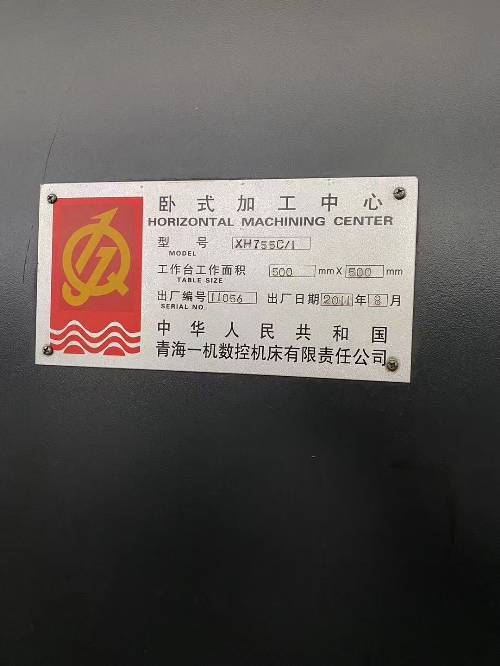 卧式加工中心
HORIZONTAL MACHINING CENTER
型号 XH755C/1
MODEL
工作台工作面积 500 mm X 500 mm
TABLE SIZE
出厂编号 11056 出厂日期 2011 年 8 月
SERIAL NO.
中华人民共和国
青海一机数控机床有限责任公司